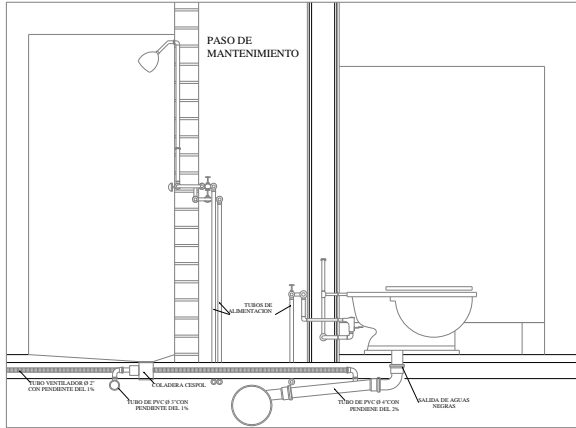 PASO DE
MANTENIMIENTO
TUBOS DE
ALIMENTACION
TUBO VENTILADOR Ø 2"
CON PENDIENTE DEL 1%
COLADERA CESPOL
TUBO DE PVC Ø 3"CON
PENDIENTE DEL 1%
TUBO DE PVC Ø 4"CON
PENDIENE DEL 2%
SALIDA DE AGUAS
NEGRAS